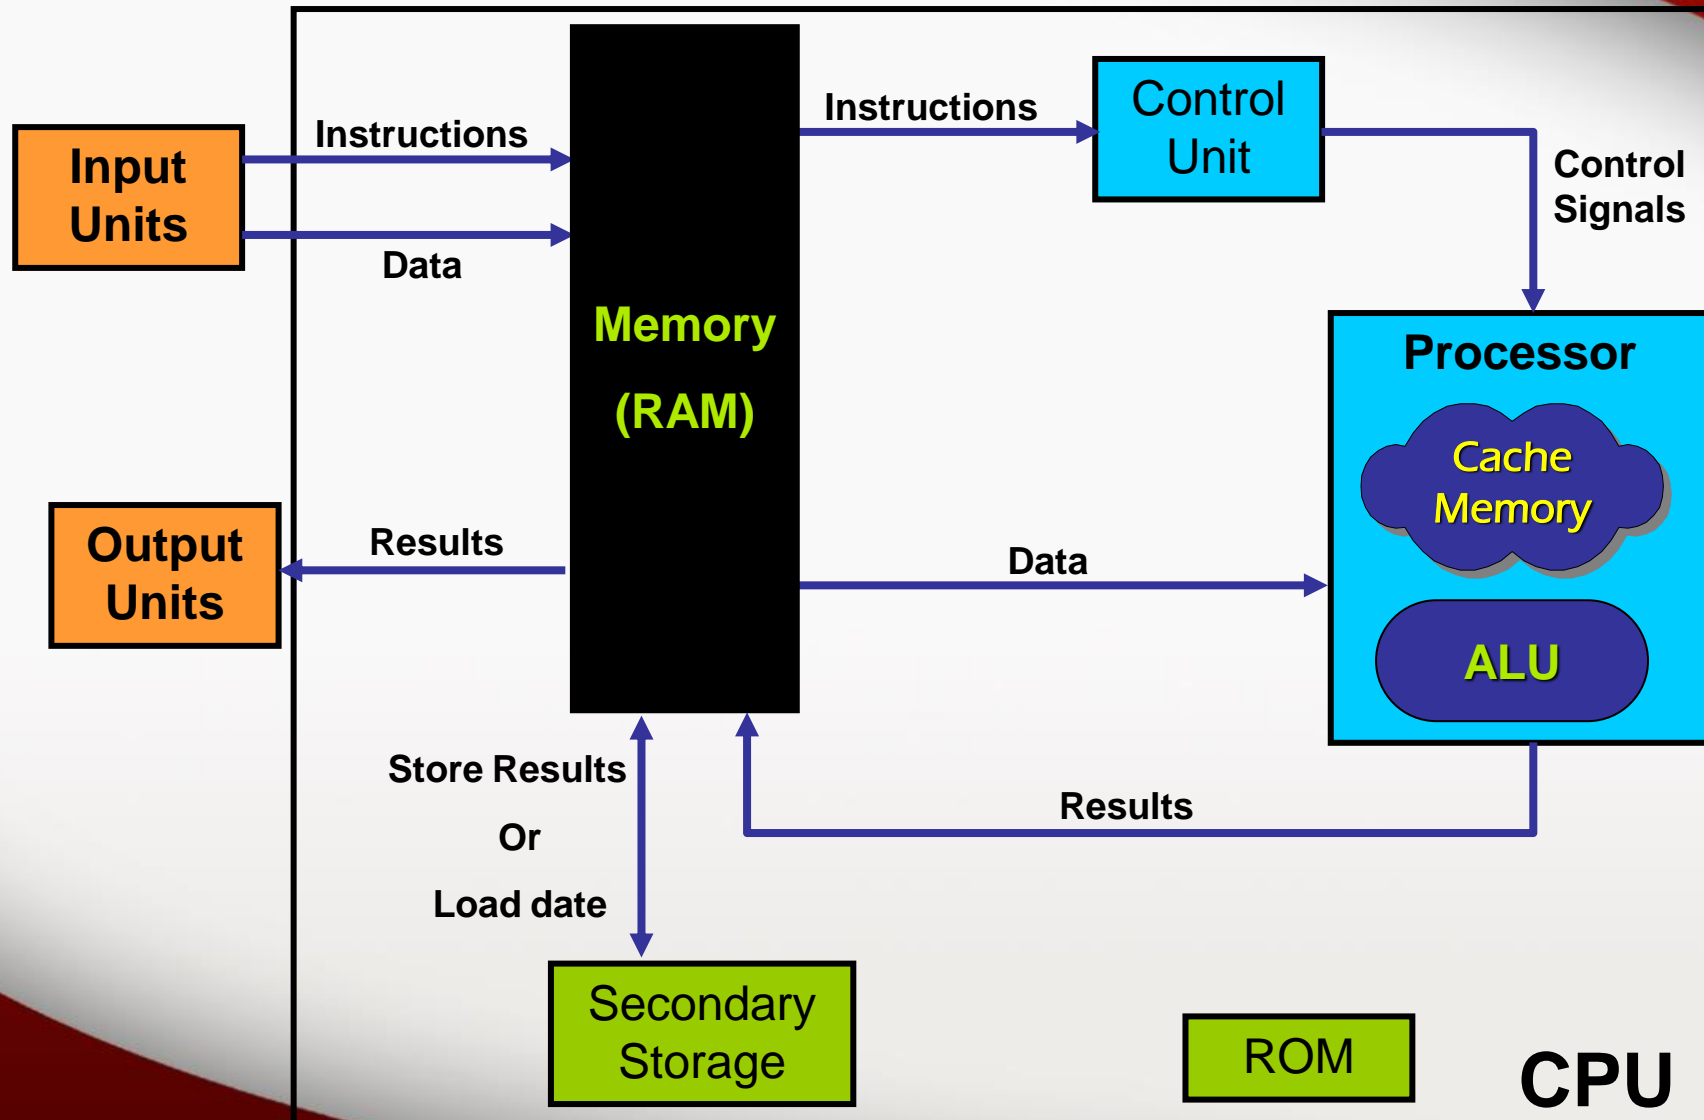 Input
Units
Instructions
Data
Memory
(RAM)
Instructions
Control
Unit
Control
Signals
Processor
Cache
Memory
ALU
Output
Units
Results
Data
Store Results
Or
Load date
Results
Secondary
Storage
ROM
CPU